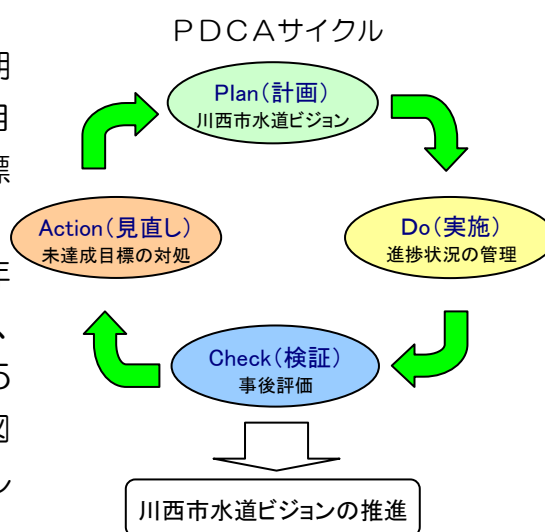 PDCAサイクル
Plan(計画)
川西市水道ビジョン
Do(実施)
進捗状況の管理
Check(検証)
事後評価
Action(見直し)
未達成目標の対処
川西市水道ビジョンの推進